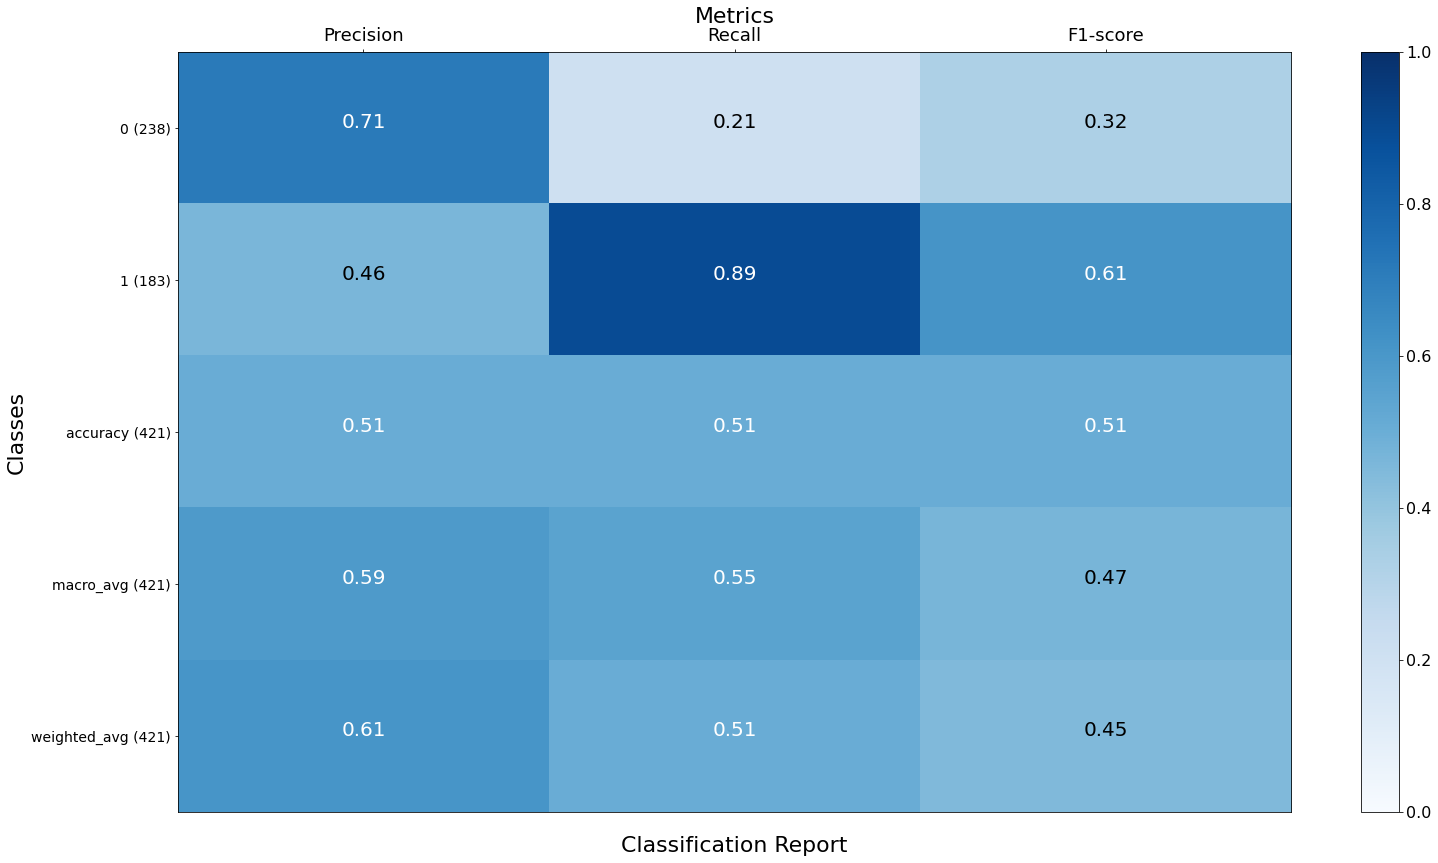 Metrics
Precision Recall F1-score
0 (238) 0.71 0.21 0.32
1 (183) 0.46 0.89 0.61
accuracy (421) 0.51 0.51 0.51
macro_avg (421) 0.59 0.55 0.47
weighted_avg (421) 0.61 0.51 0.45
Classes
Classification Report
1.0
0.8
0.6
0.4
0.2
0.0